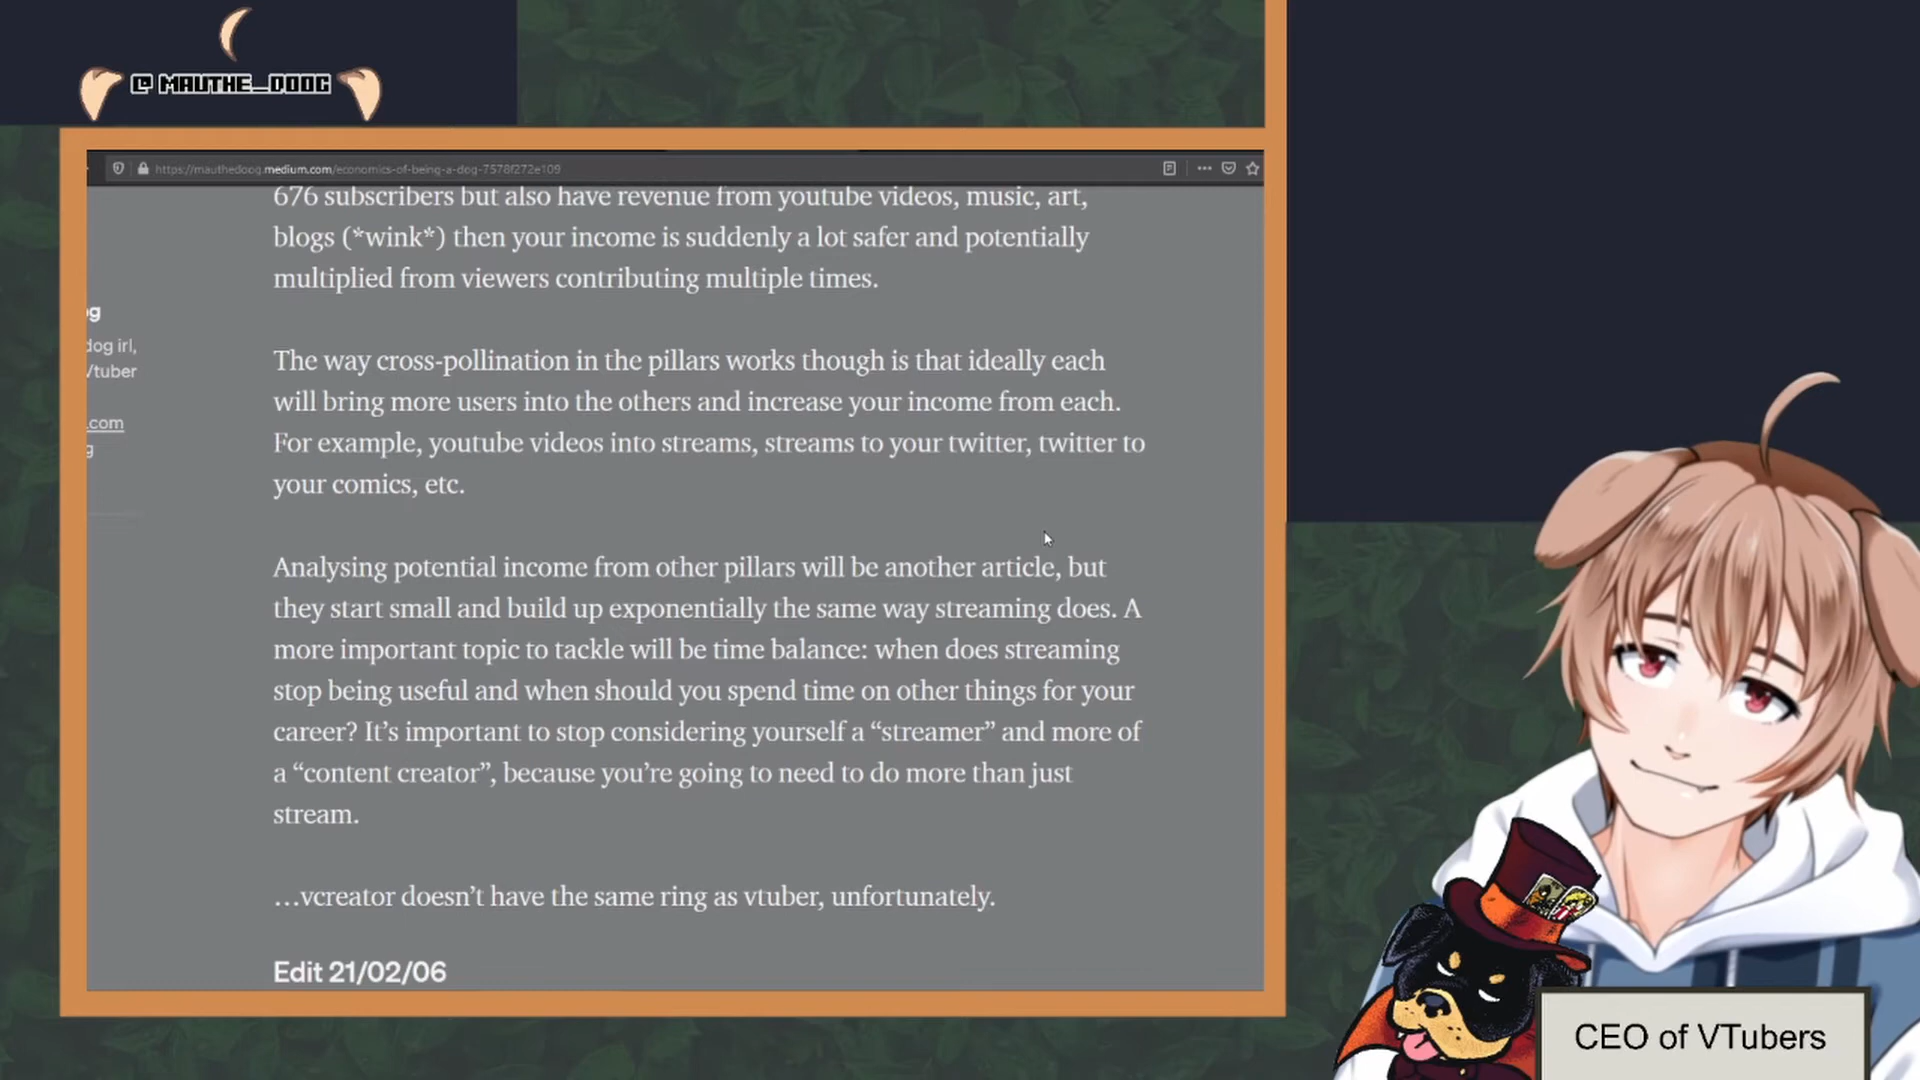 @ MAUTHE_DOOG
https://mauthedoog.medium.com/economics-of-being-a-dog-7578f272e109
676 subscribers but also have revenue from youtube videos, music, art,
blogs (*wink*) then your income is suddenly a lot safer and potentially
multiplied from viewers contributing multiple times.
og
dog irl,
Vtuber
.com
g
The way cross-pollination in the pillars works though is that ideally each
will bring more users into the others and increase your income from each.
For example, youtube videos into streams, streams to your twitter, twitter to
your comics, etc.
Analysing potential income from other pillars will be another article, but
they start small and build up exponentially the same way streaming does. A
more important topic to tackle will be time balance: when does streaming
stop being useful and when should you spend time on other things for your
career? It’s important to stop considering yourself a “streamer” and more of
a “content creator”, because you’re going to need to do more than just
stream.
…vcreator doesn’t have the same ring as vtuber, unfortunately.
Edit 21/02/06
CEO of VTubers